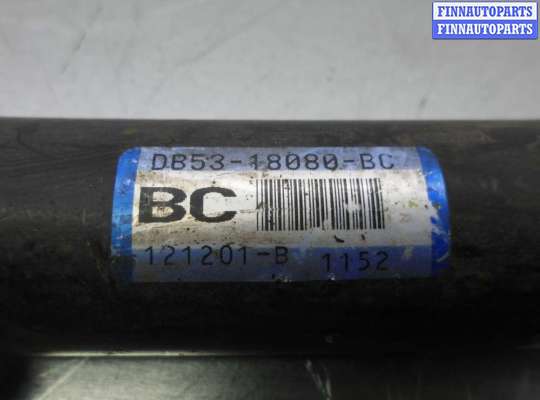 FINNAUTOPARTS
FINNAUTOPARTS
DB53-18080-BC
BC
121201-B 1152